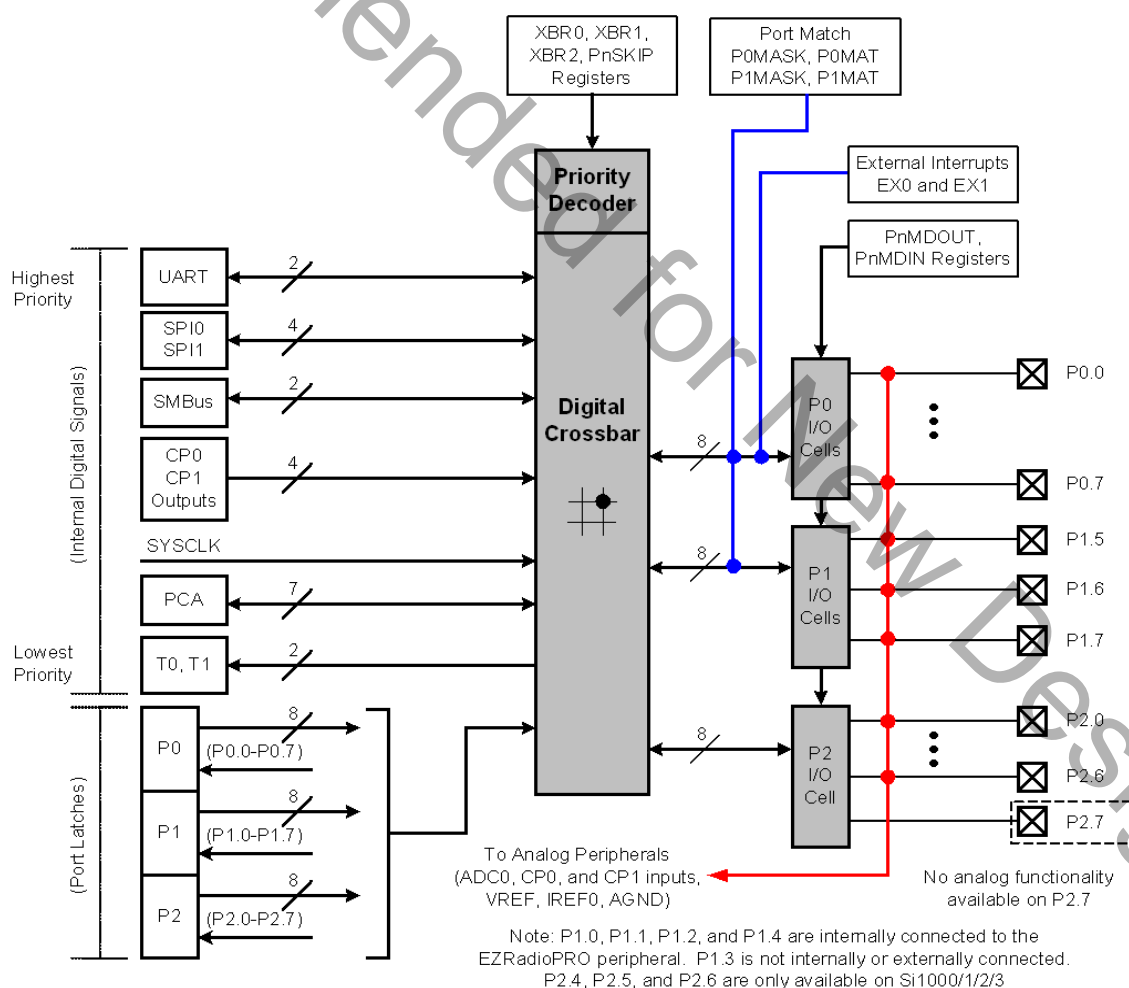 XBR0, XBR1,
XBR2, PnSKIP
Registers
Port Match
P0MASK, P0MAT
P1MASK, P1MAT
External Interrupts
EX0 and EX1
PnMDOUT,
PnMDIN Registers
Priority
Decoder
Digital
Crossbar
Highest
Priority
(Internal Digital Signals)
Lowest
Priority
UART
2
SPI0
SPI1
4
SMBus
2
CP0
CP1
Outputs
4
SYSCLK
PCA
7
T0, T1
2
(Port Latches)
P0
8
(P0.0-P0.7)
P1
8
(P1.0-P1.7)
P2
8
(P2.0-P2.7)
8
P0
I/O
Cells
8
P1
I/O
Cells
8
P2
I/O
Cell
P0.0
P0.7
P1.5
P1.6
P1.7
P2.0
P2.6
P2.7
To Analog Peripherals
(ADC0, CP0, and CP1 inputs,
VREF, IREF0, AGND)
No analog functionality
available on P2.7
Note: P1.0, P1.1, P1.2, and P1.4 are internally connected to the
EZRadioPRO peripheral. P1.3 is not internally or externally connected.
P2.4, P2.5, and P2.6 are only available on Si1000/1/2/3
ended for New Des